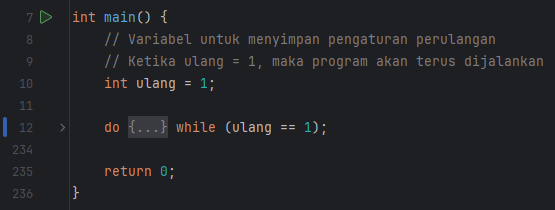 7 int main() {
8 // Variabel untuk menyimpan pengaturan perulangan
9 // Ketika ulang = 1, maka program akan terus dijalankan
10 int ulang = 1;
11
12 do {...} while (ulang == 1);
234
235 return 0;
236 }